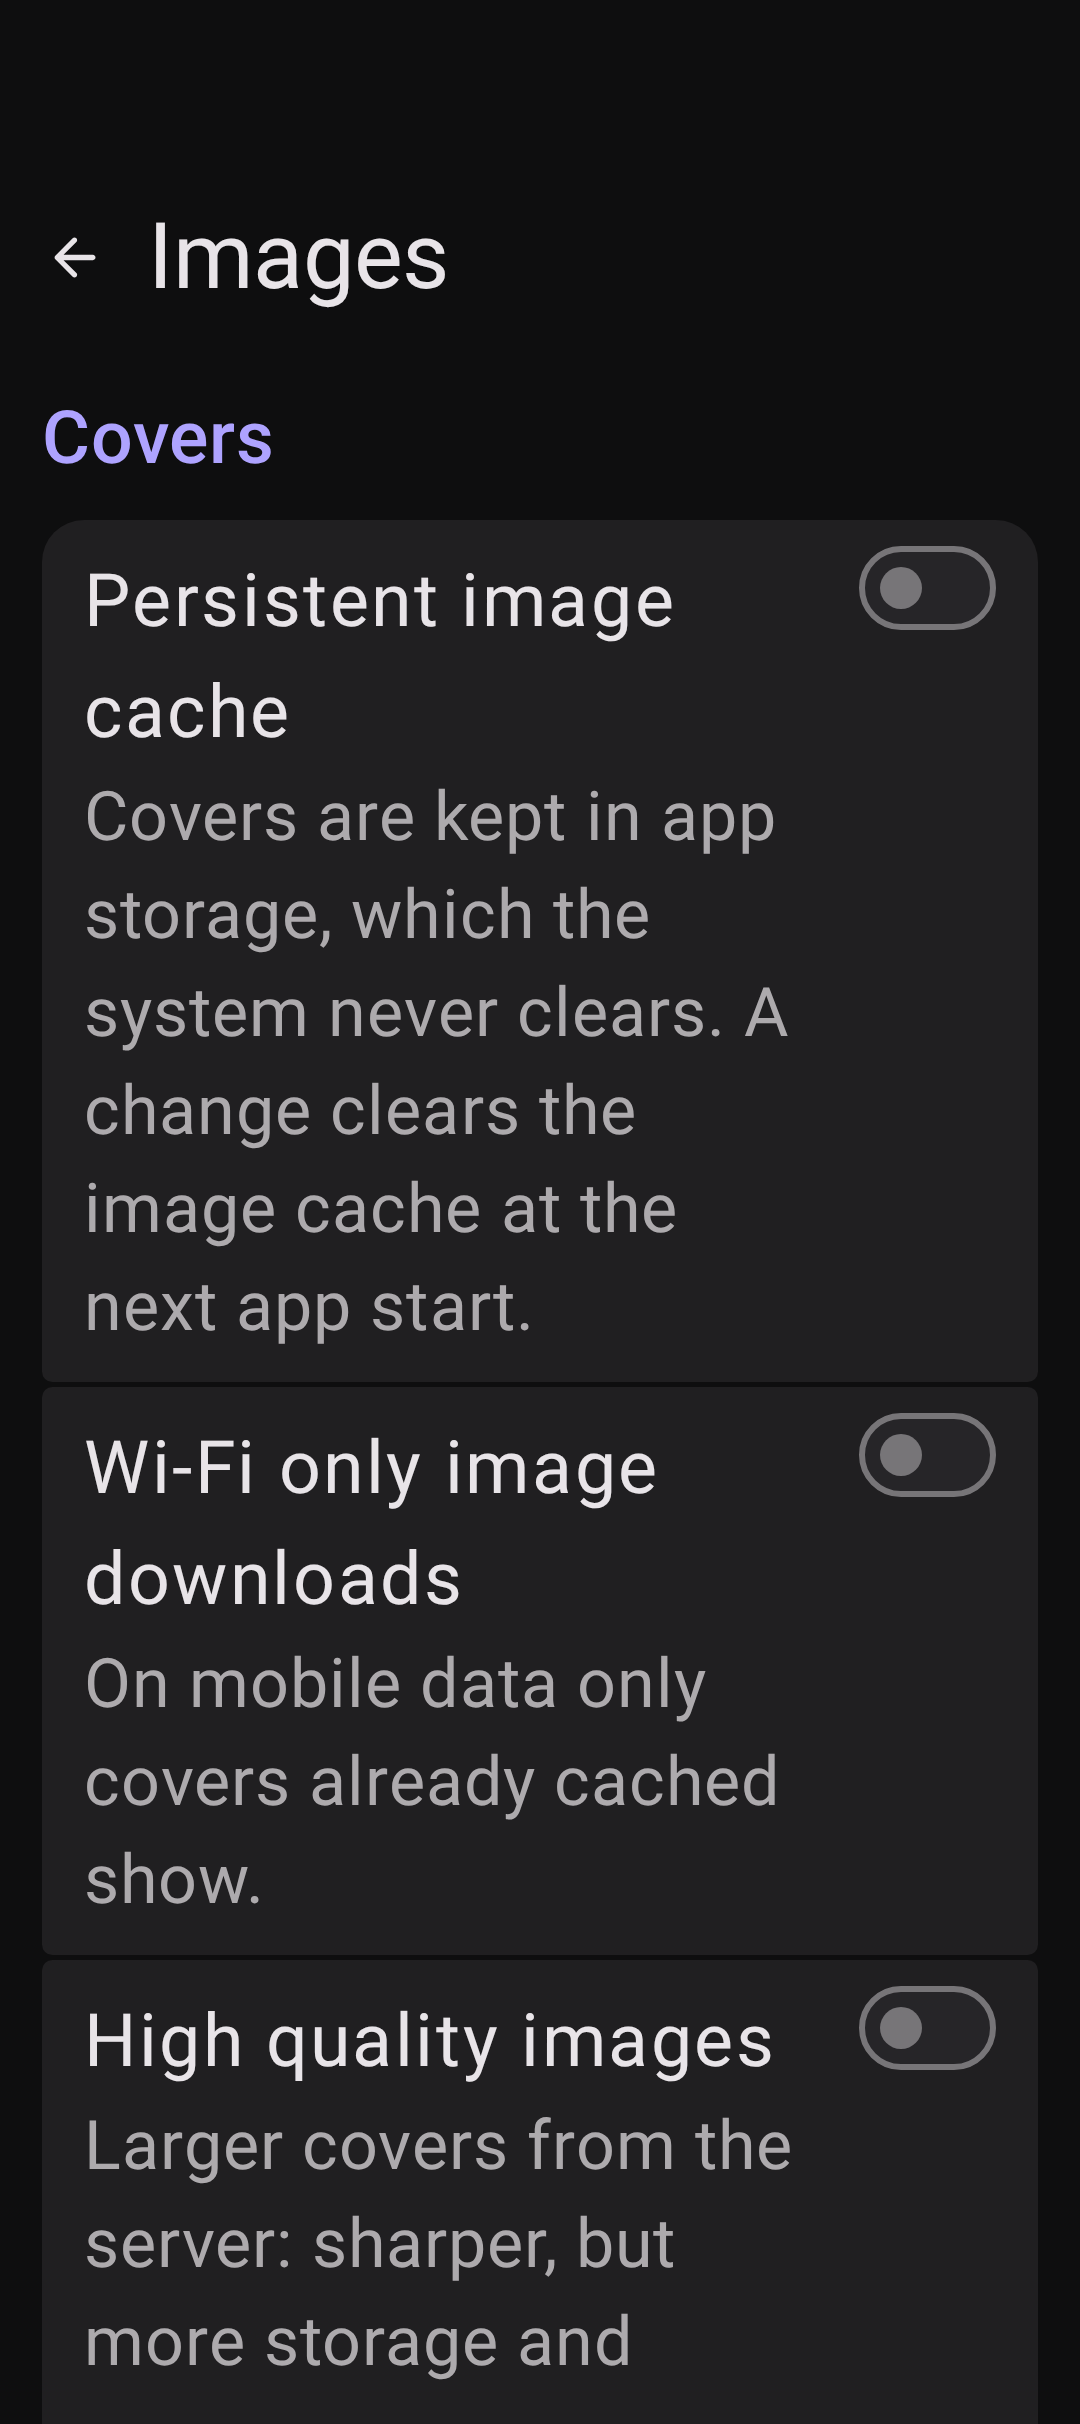 Images
Covers
Persistent image
cache
Covers are kept in app
storage, which the
system never clears. A
change clears the
image cache at the
next app start.
Wi-Fi only image
downloads
On mobile data only
covers already cached
show.
High quality images
Larger covers from the
server: sharper, but
more storage and